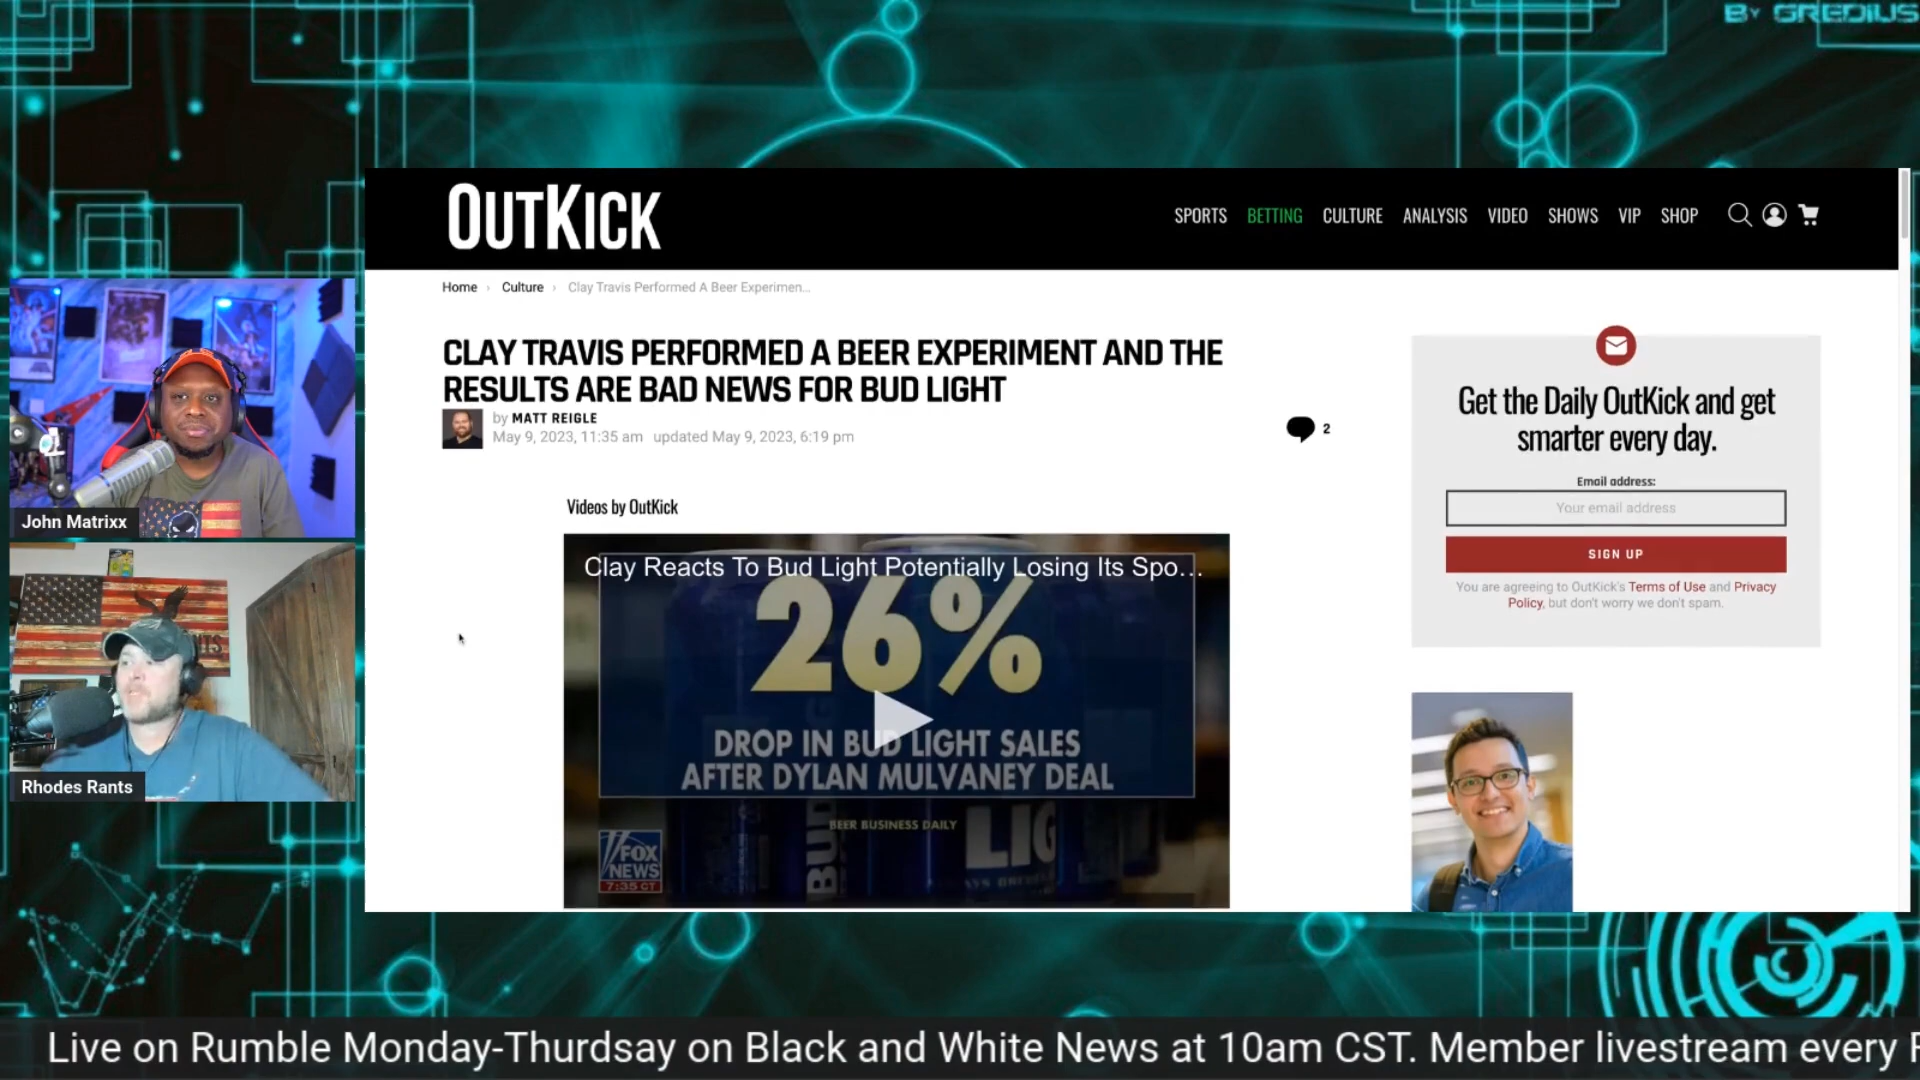 BY GREDIUS
OUTKICK
SPORTS BETTING CULTURE ANALYSIS VIDEO SHOWS VIP SHOP
Home › Culture › Clay Travis Performed A Beer Experimen...
CLAY TRAVIS PERFORMED A BEER EXPERIMENT AND THE
RESULTS ARE BAD NEWS FOR BUD LIGHT
by MATT REIGLE
May 9, 2023, 11:35 am updated May 9, 2023, 6:19 pm
2
Videos by OutKick
Clay Reacts To Bud Light Potentially Losing Its Spo...
26%
DROP IN BUD LIGHT SALES
AFTER DYLAN MULVANEY DEAL
BEER BUSINESS DAILY
BUD
LIG
FOX
NEWS
7:35 CT
Get the Daily OutKick and get
smarter every day.
Email address:
Your email address
SIGN UP
You are agreeing to OutKick's Terms of Use and Privacy
Policy, but don't worry we don't spam.
John Matrixx
Rhodes Rants
Live on Rumble Monday-Thurdsay on Black and White News at 10am CST. Member livestream every F